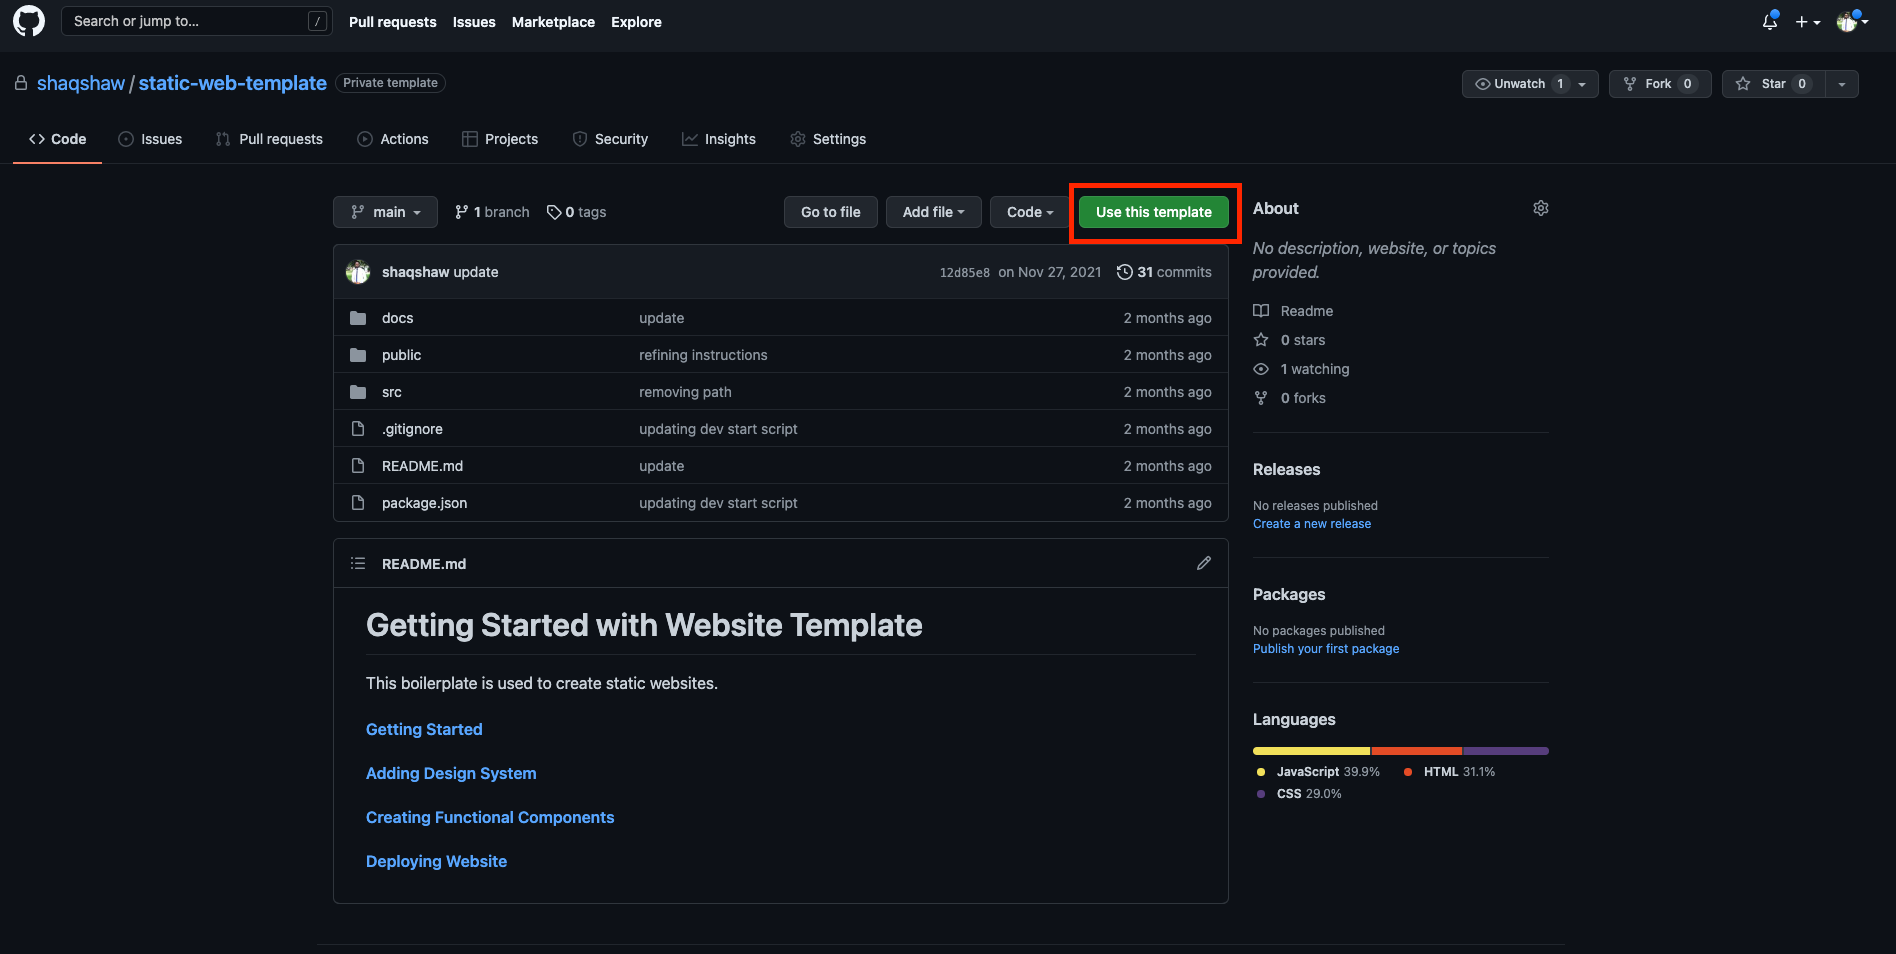 Search or jump to... /
Pull requests Issues Marketplace Explore
shaqshaw / static-web-template Private template
Unwatch 1 Fork 0 Star 0
Code Issues Pull requests Actions Projects Security Insights Settings
main 1 branch 0 tags Go to file Add file Code Use this template
shaqshaw update 12d85e8 on Nov 27, 2021 31 commits
docs update 2 months ago
public refining instructions 2 months ago
src removing path 2 months ago
.gitignore updating dev start script 2 months ago
README.md update 2 months ago
package.json updating dev start script 2 months ago
README.md
Getting Started with Website Template
This boilerplate is used to create static websites.
Getting Started
Adding Design System
Creating Functional Components
Deploying Website
About
No description, website, or topics
provided.
Readme
0 stars
1 watching
0 forks
Releases
No releases published
Create a new release
Packages
No packages published
Publish your first package
Languages
JavaScript 39.9% HTML 31.1%
CSS 29.0%